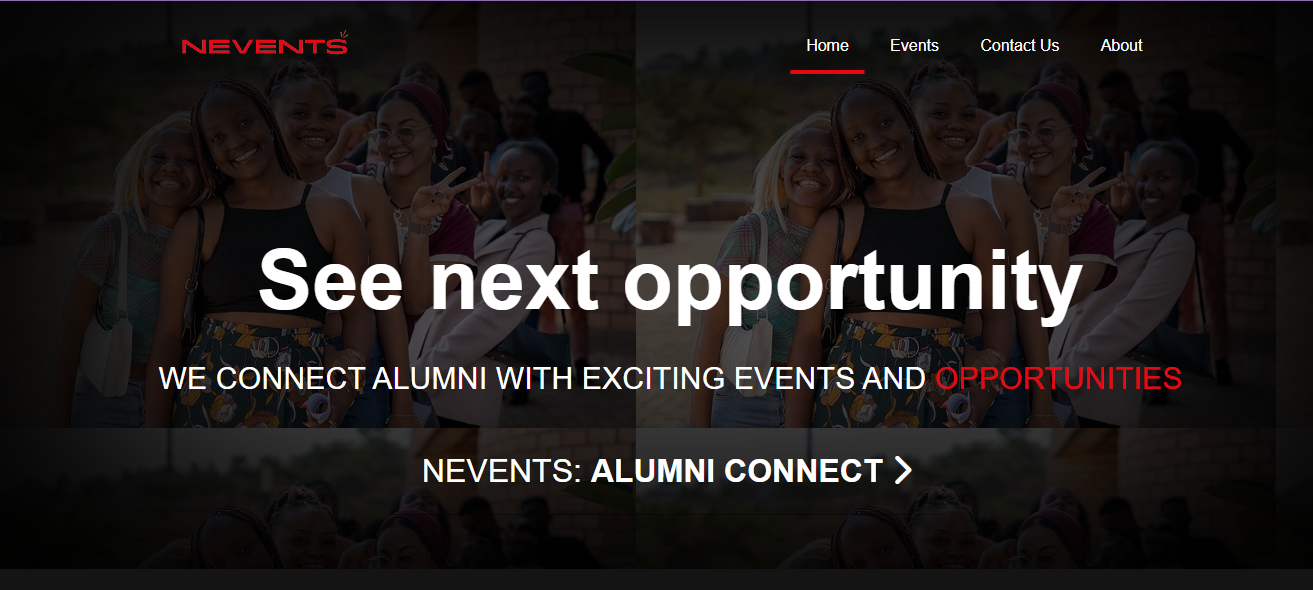 NEVENTS
Home Events Contact Us About
See next opportunity
WE CONNECT ALUMNI WITH EXCITING EVENTS AND OPPORTUNITIES
NEVENTS: ALUMNI CONNECT